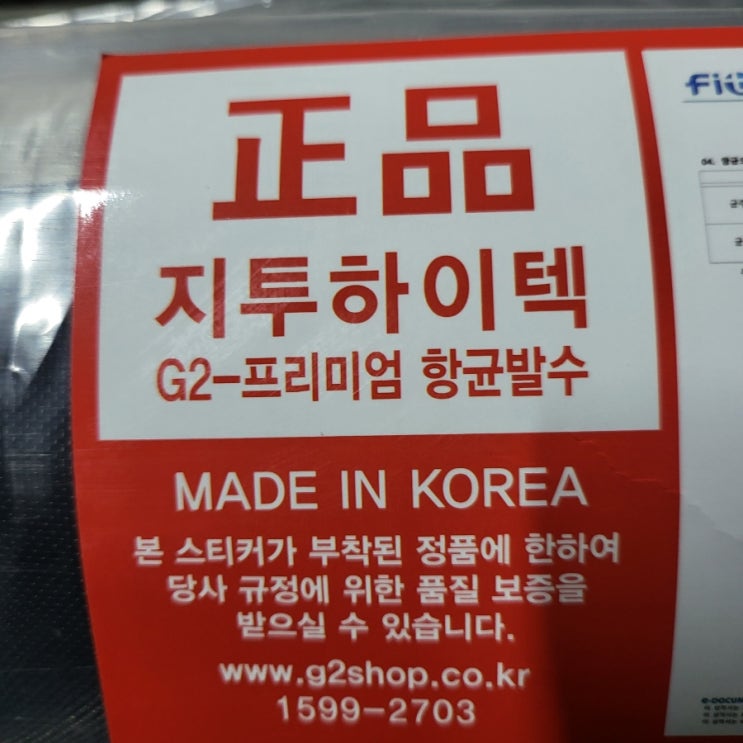 正品
지투하이텍
G2-프리미엄 항균발수
MADE IN KOREA
본 스티커가 부착된 정품에 한하여
당사 규정에 위한 품질 보증을
받으실 수 있습니다.
www.g2shop.co.kr
1599-2703
04.